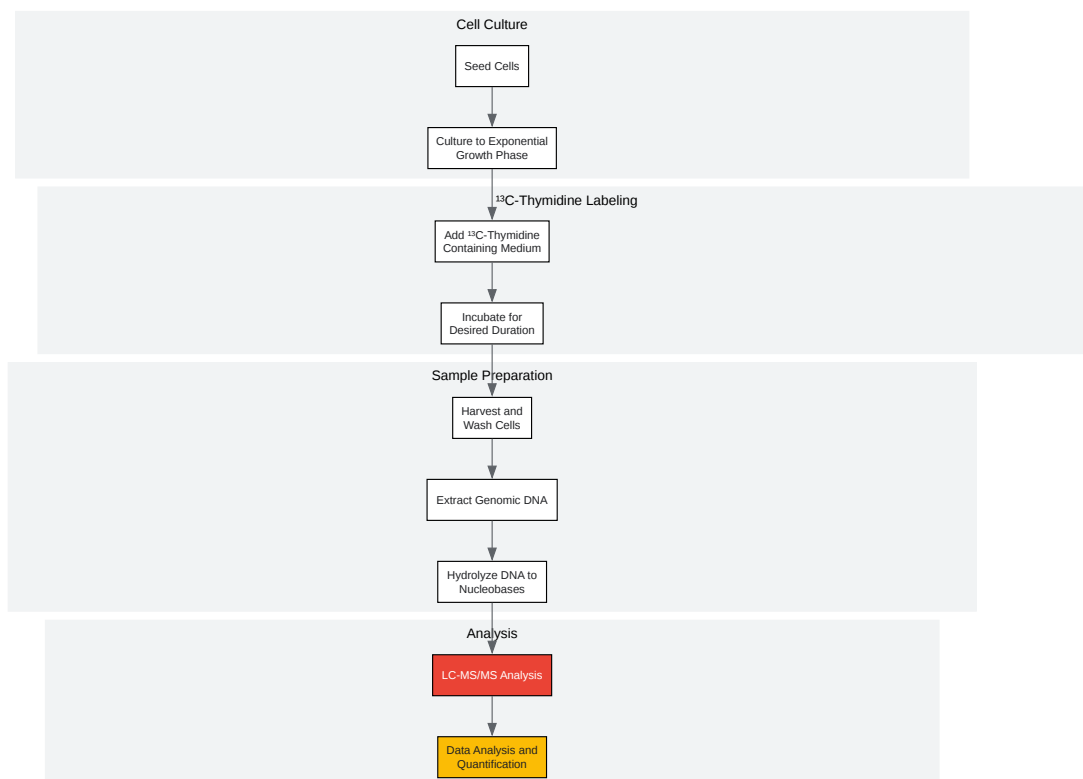 Cell Culture
Seed Cells
Culture to Exponential
Growth Phase
¹³C-Thymidine Labeling
Add ¹³C-Thymidine
Containing Medium
Incubate for
Desired Duration
Sample Preparation
Harvest and
Wash Cells
Extract Genomic DNA
Hydrolyze DNA to
Nucleobases
Analysis
LC-MS/MS Analysis
Data Analysis and
Quantification